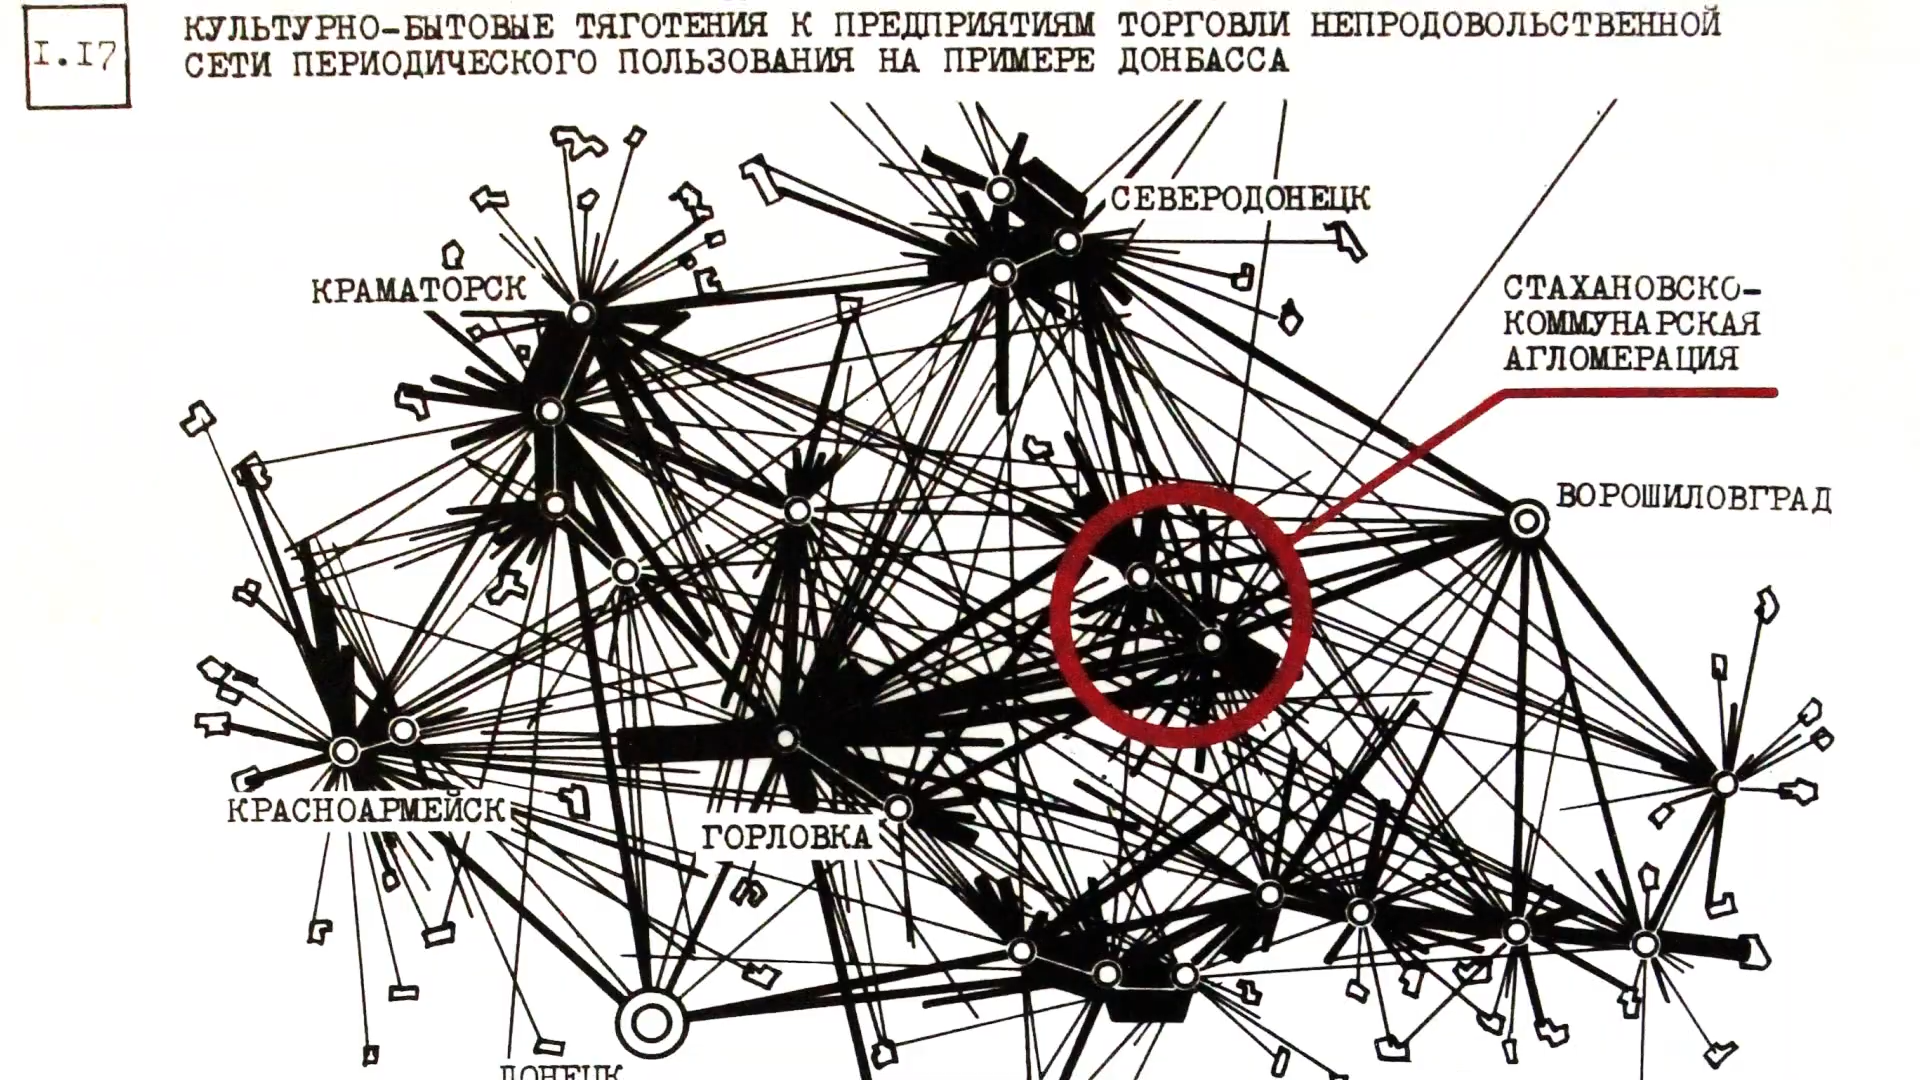 I.I7
КУЛЬТУРНО-БЫТОВЫЕ ТЯГОТЕНИЯ К ПРЕДПРИЯТИЯМ ТОРГОВЛИ НЕПРОДОВОЛЬСТВЕННОЙ
СЕТИ ПЕРИОДИЧЕСКОГО ПОЛЬЗОВАНИЯ НА ПРИМЕРЕ ДОНБАССА
СЕВЕРОДОНЕЦК
КРАМАТОРСК
СТАХАНОВСКО-
КОММУНАРСКАЯ
АГЛОМЕРАЦИЯ
ВОРОШИЛОВГРАД
КРАСНОАРМЕЙСК
ГОРЛОВКА
ДОНЕЦК